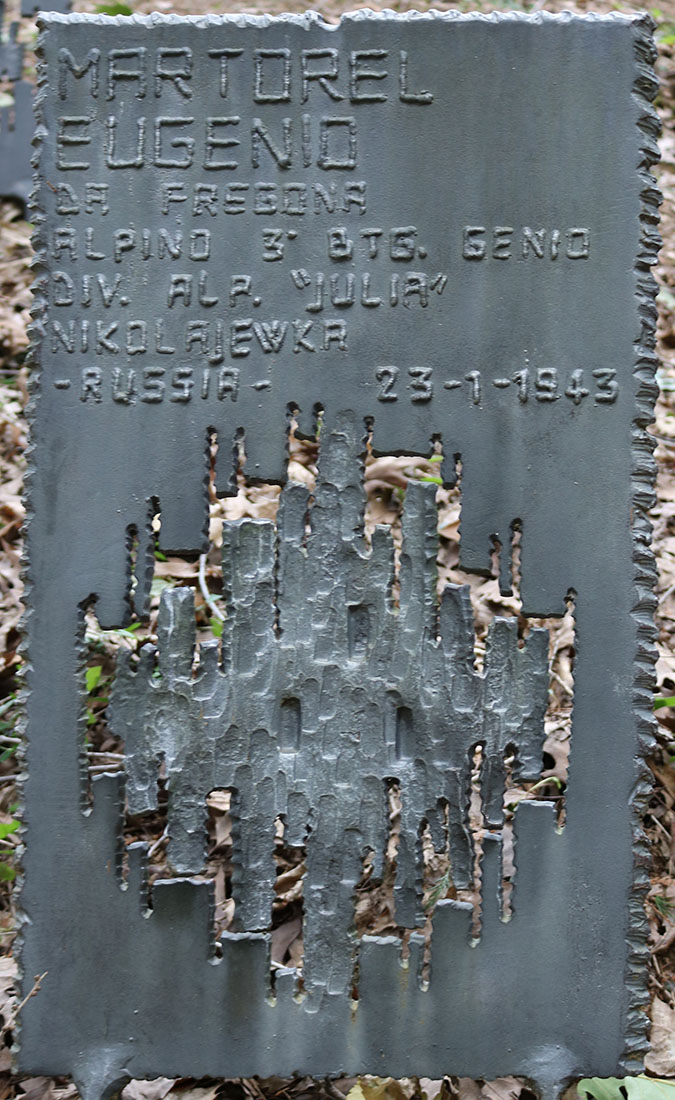 MARTOREL
EUGENIO
DA FREGONA
ALPINO 3° BTG. GENIO
DIV. ALP. "JULIA"
NIKOLAJEWKA
-RUSSIA- 23-1-1943